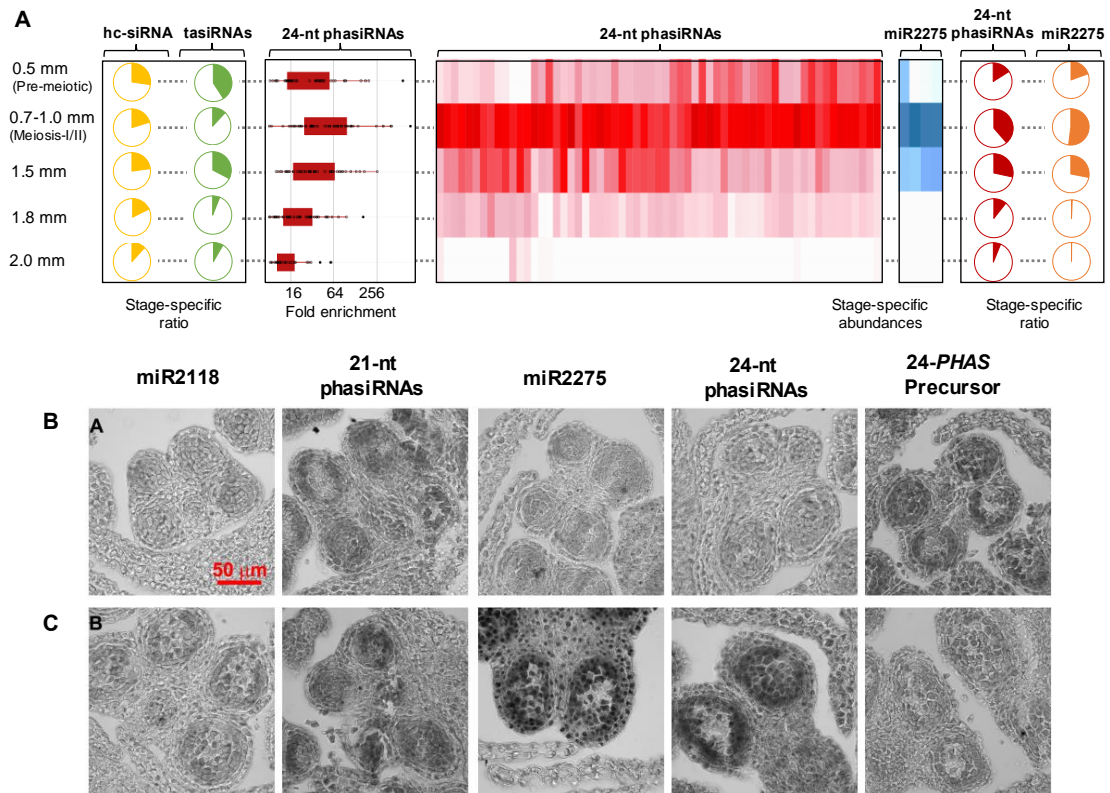 A
hc-siRNA
tasiRNAs
24-nt phasiRNAs
24-nt phasiRNAs
miR2275
24-nt
phasiRNAs
miR2275
0.5 mm
(Pre-meiotic)
0.7-1.0 mm
(Meiosis-I/II)
1.5 mm
1.8 mm
2.0 mm
16 64 256
Stage-specific
ratio
Fold enrichment
Stage-specific
abundances
Stage-specific
ratio
miR2118
21-nt
phasiRNAs
miR2275
24-nt
phasiRNAs
24-PHAS
Precursor
B
A
50 µm
C
B